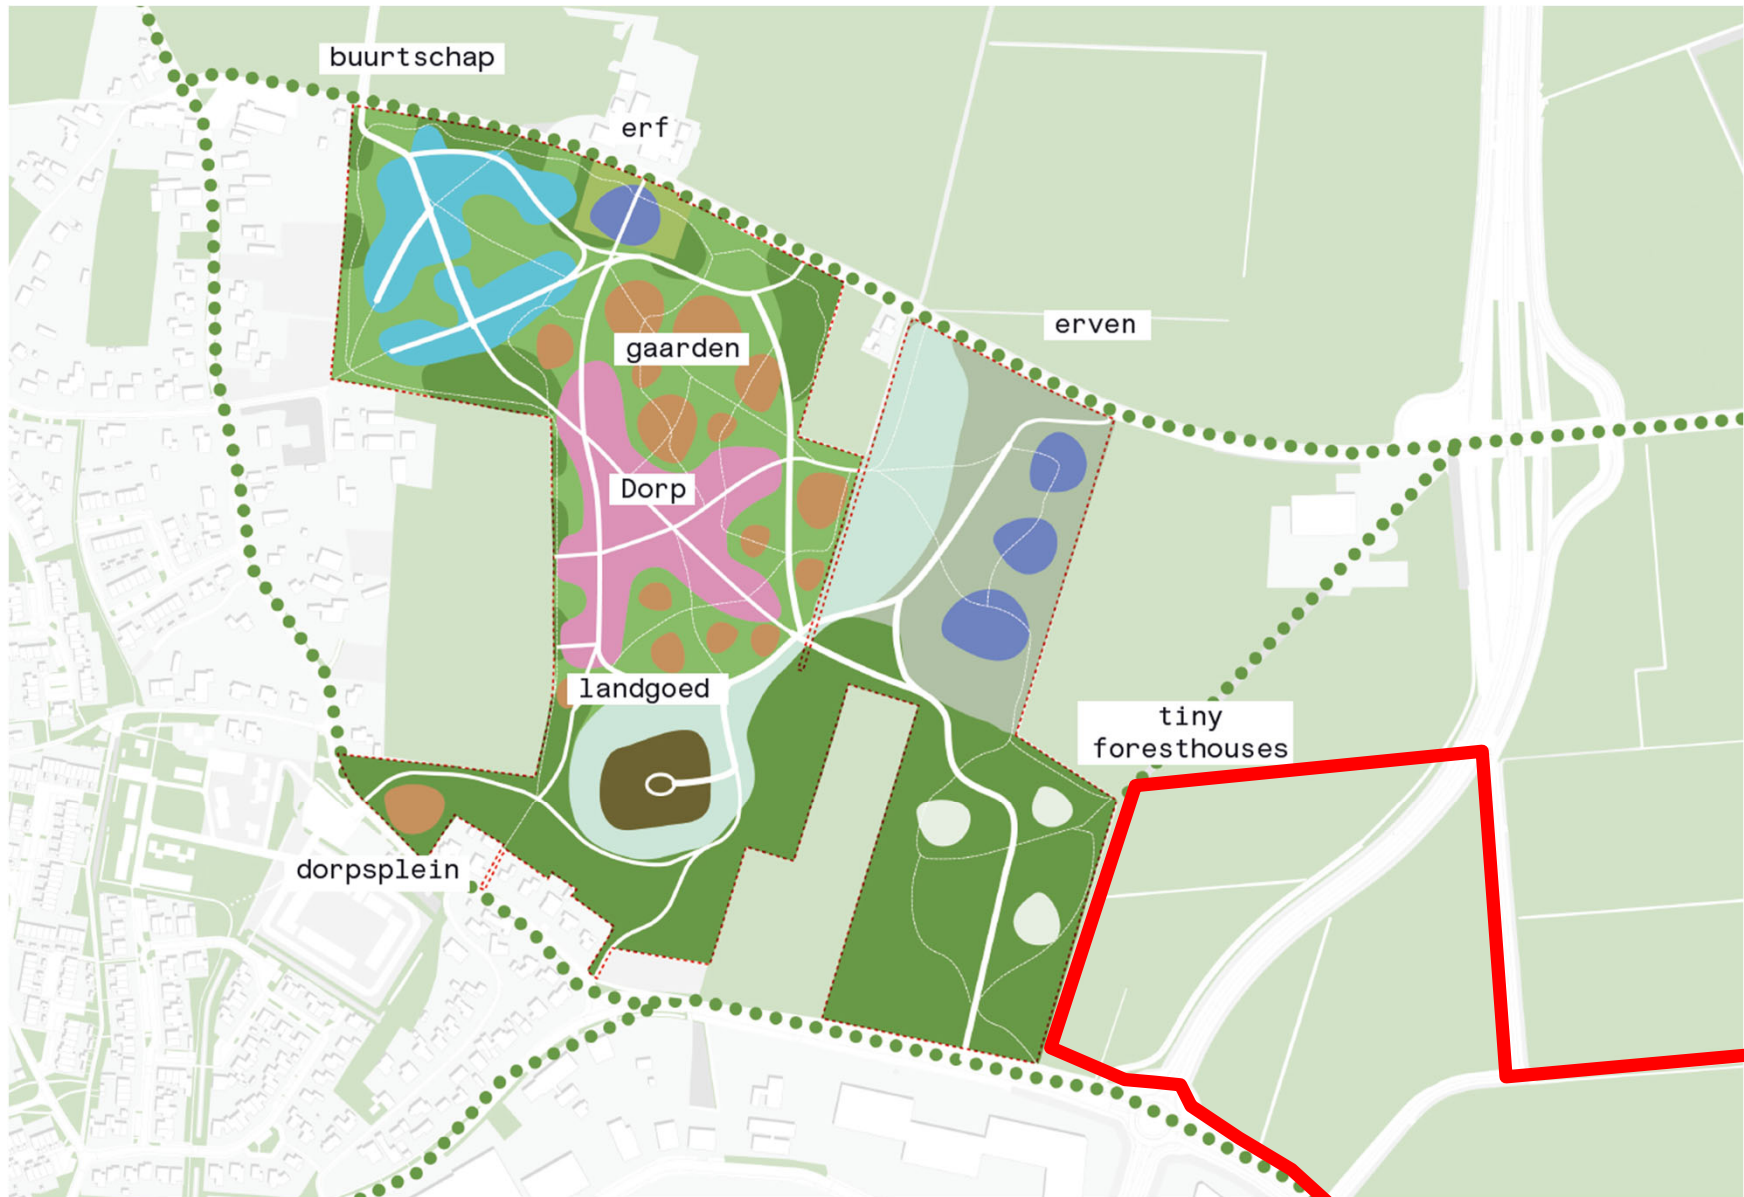 buurtschap
erf
erven
gaarden
Dorp
landgoed
tiny
foresthouses
dorpsplein